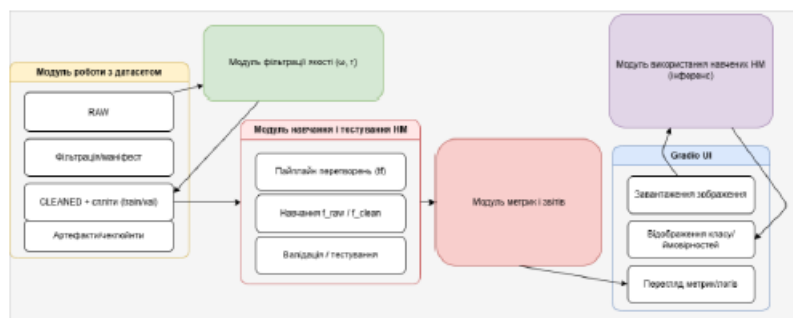 Модуль роботи з датасетом
RAW
Фільтрація/маніфест
CLEANED + спліти (train/val)
Артефакти/чекпойнти
Модуль фільтрації якості (ω, τ)
Модуль навчання і тестування НМ
Пайплайн перетворень (tf)
Навчання f_raw / f_clean
Валідація / тестування
Модуль метрик і звітів
Модуль використання навчених НМ
(інференс)
Gradio UI
Завантаження зображення
Відображення класу/
ймовірностей
Перегляд метрик/логів